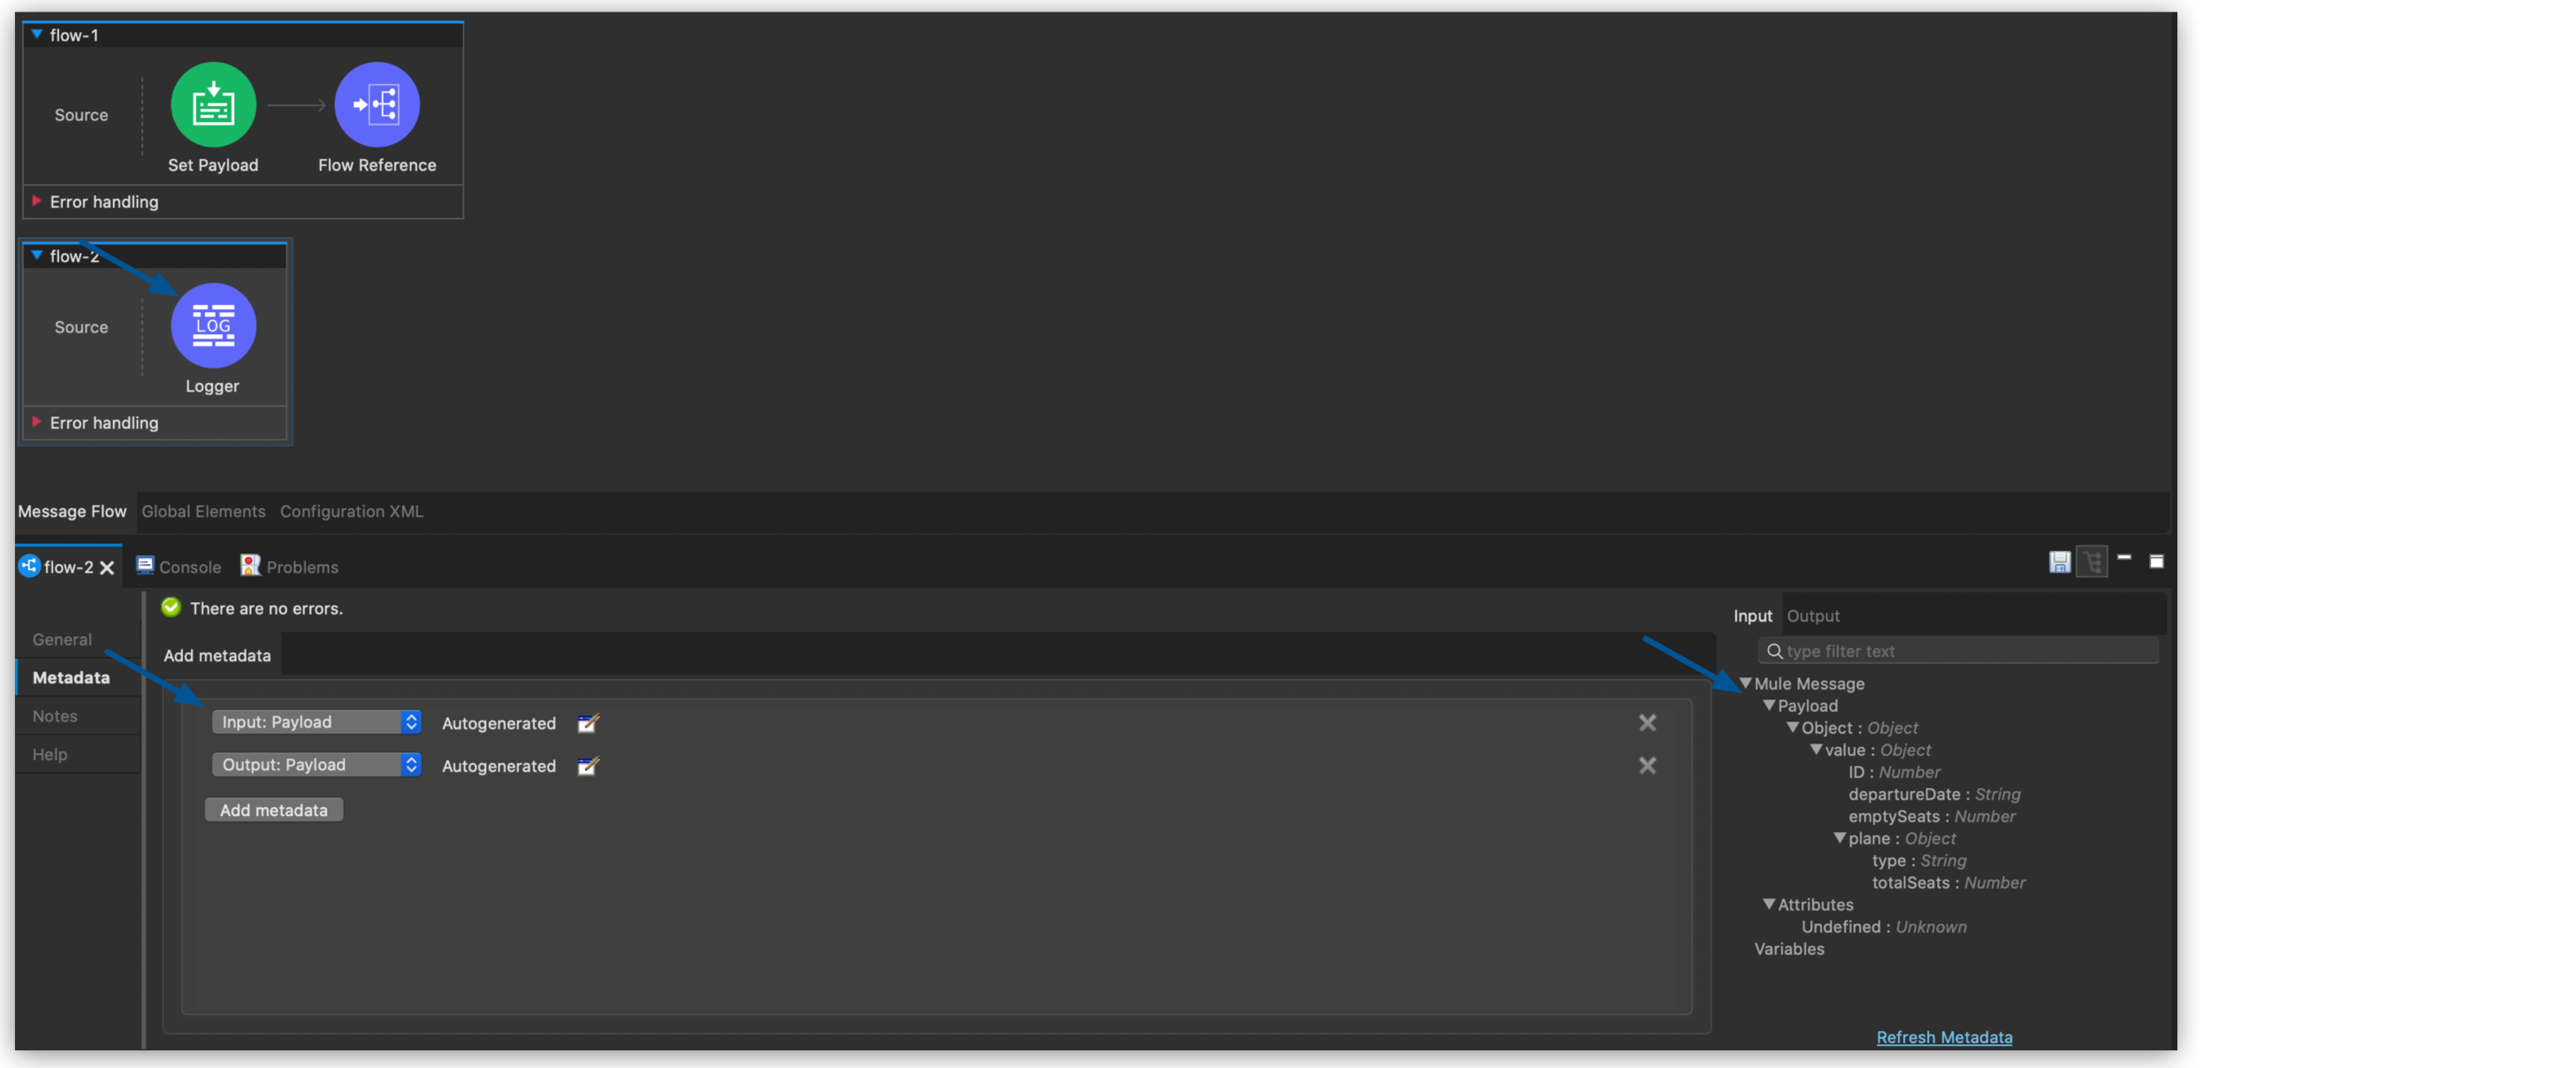 flow-1
Source
Set Payload
Flow Reference
Error handling
flow-2
Source
LOG
Logger
Error handling
Message Flow Global Elements Configuration XML
flow-2 Console Problems
There are no errors.
General
Metadata
Notes
Help
Add metadata
Input: Payload Autogenerated
Output: Payload Autogenerated
Add metadata
Input Output
type filter text
Mule Message
Payload
Object : Object
value : Object
ID : Number
departureDate : String
emptySeats : Number
plane : Object
type : String
totalSeats : Number
Attributes
Undefined : Unknown
Variables
Refresh Metadata